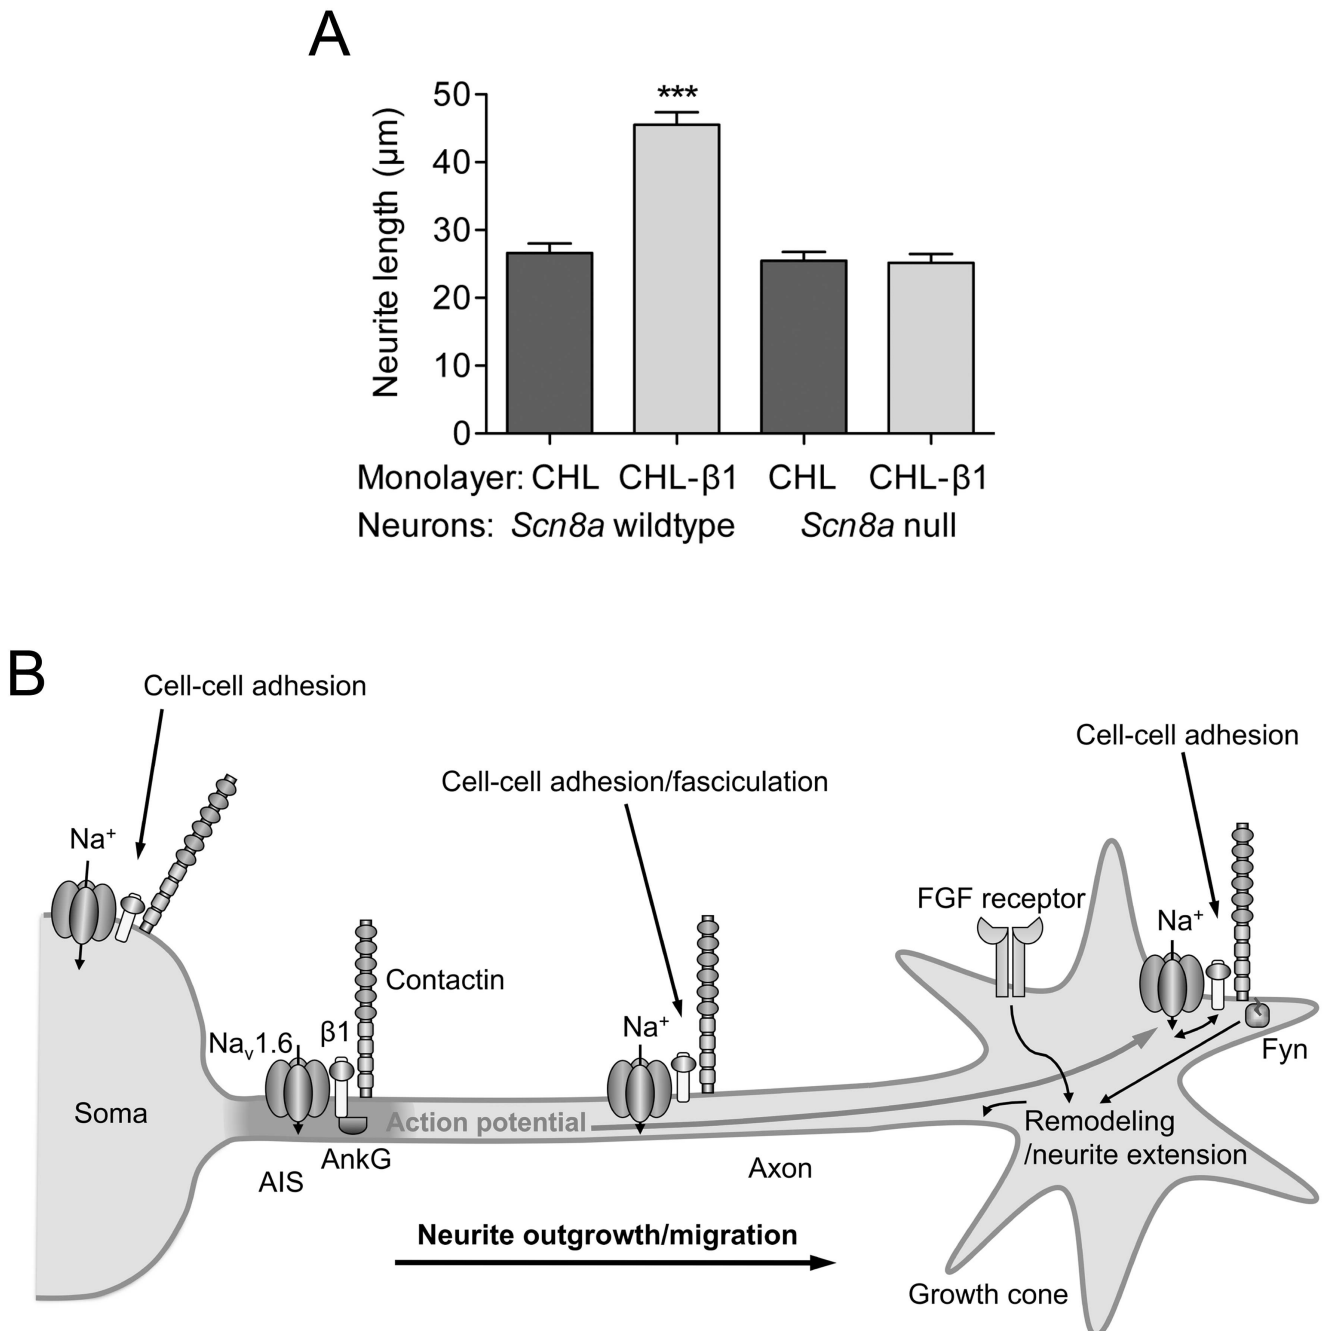 A
***
50
40
30
20
10
0
Neurite length (µm)
Monolayer: CHL CHL-β1 CHL CHL-β1
Neurons: Scn8a wildtype Scn8a null
B
Cell-cell adhesion
Cell-cell adhesion
Cell-cell adhesion/fasciculation
Na⁺
FGF receptor
Na⁺
Contactin
Na⁺
Naᵥ1.6
β1
Fyn
Soma
Action potential
Remodeling
/neurite extension
AnkG
AIS
Axon
Neurite outgrowth/migration
Growth cone